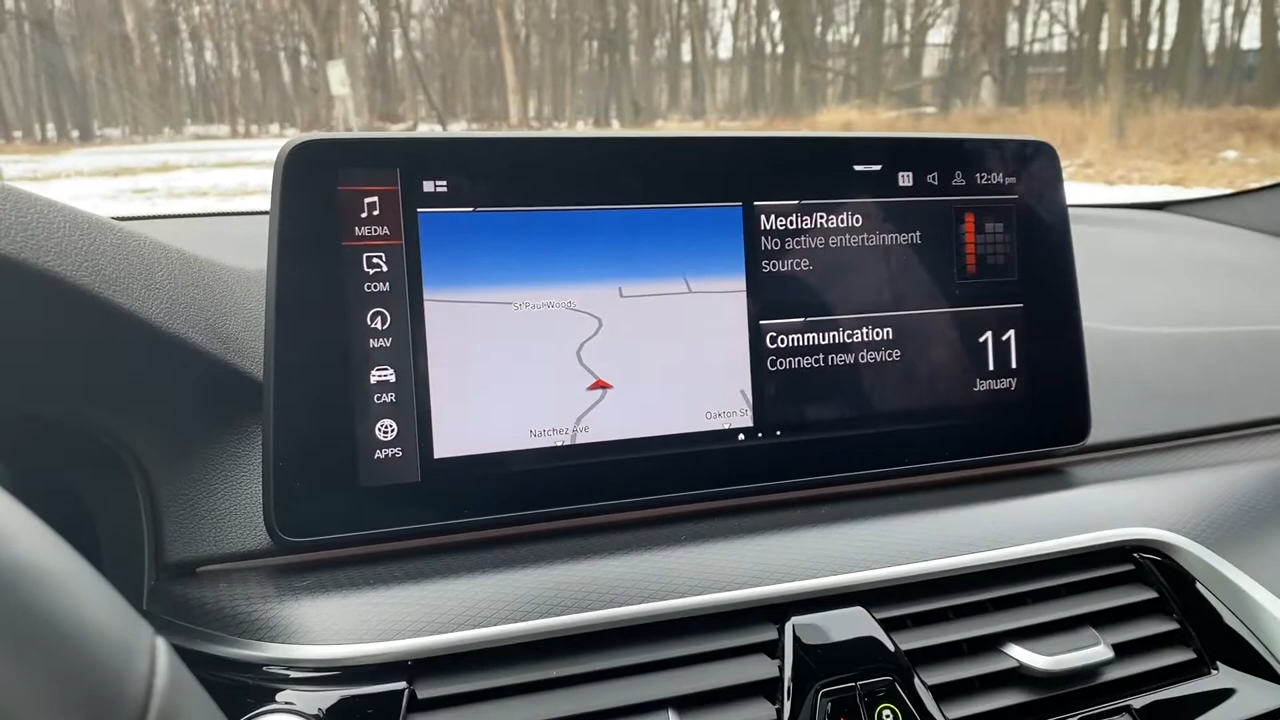 11
12:04 pm
MEDIA
COM
NAV
CAR
APPS
St Paul Woods
Natchez Ave
Oakton St
Media/Radio
No active entertainment
source.
Communication
Connect new device
11
January